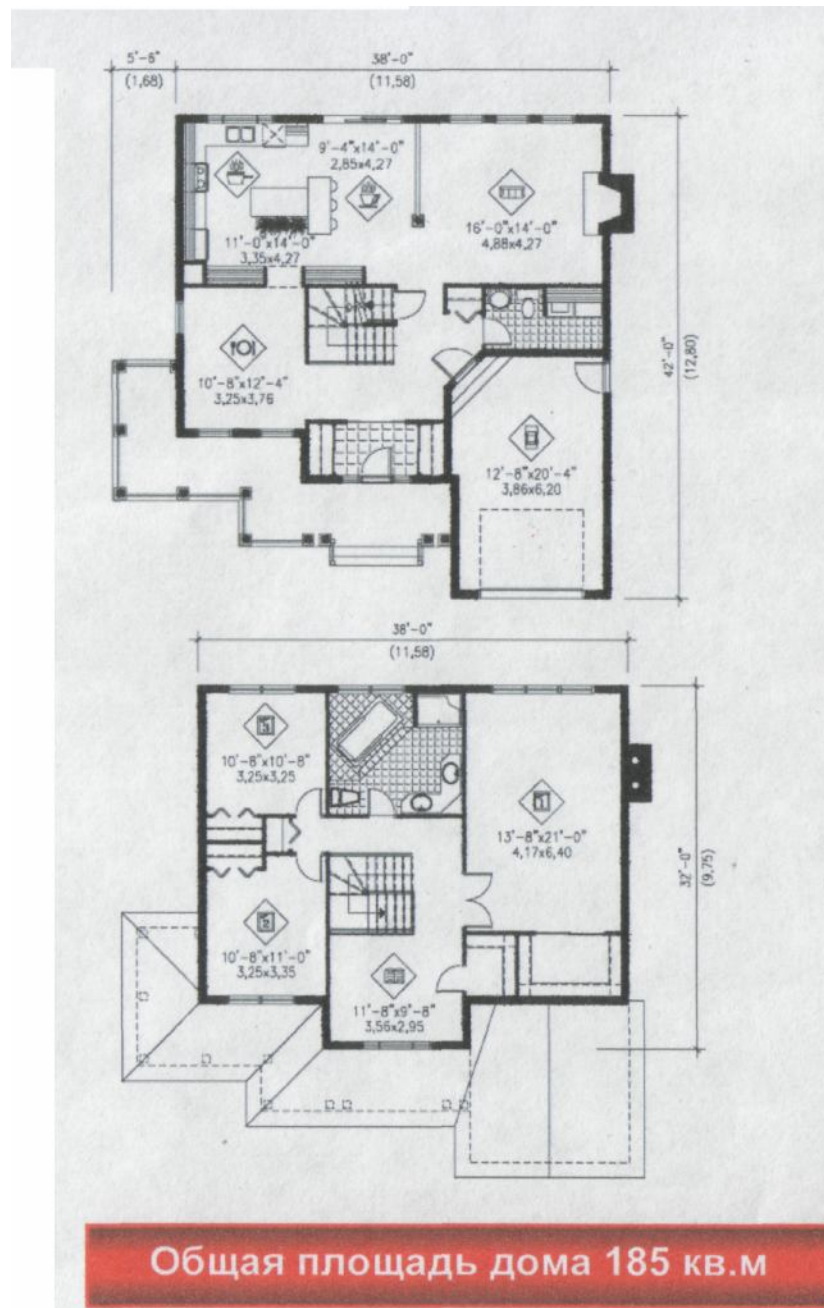 5'-6"
(1,68)
38'-0"
(11,58)
9'-4"x14'-0"
2,85x4,27
11'-0"x14'-0"
3,35x4,27
16'-0"x14'-0"
4,88x4,27
10'-8"x12'-4"
3,25x3,76
12'-8"x20'-4"
3,86x6,20
42'-0"
(12,80)
38'-0"
(11,58)
10'-8"x10'-8"
3,25x3,25
13'-8"x21'-0"
4,17x6,40
10'-8"x11'-0"
3,25x3,35
11'-8"x9'-8"
3,56x2,95
32'-0"
(9,75)
Общая площадь дома 185 кв.м